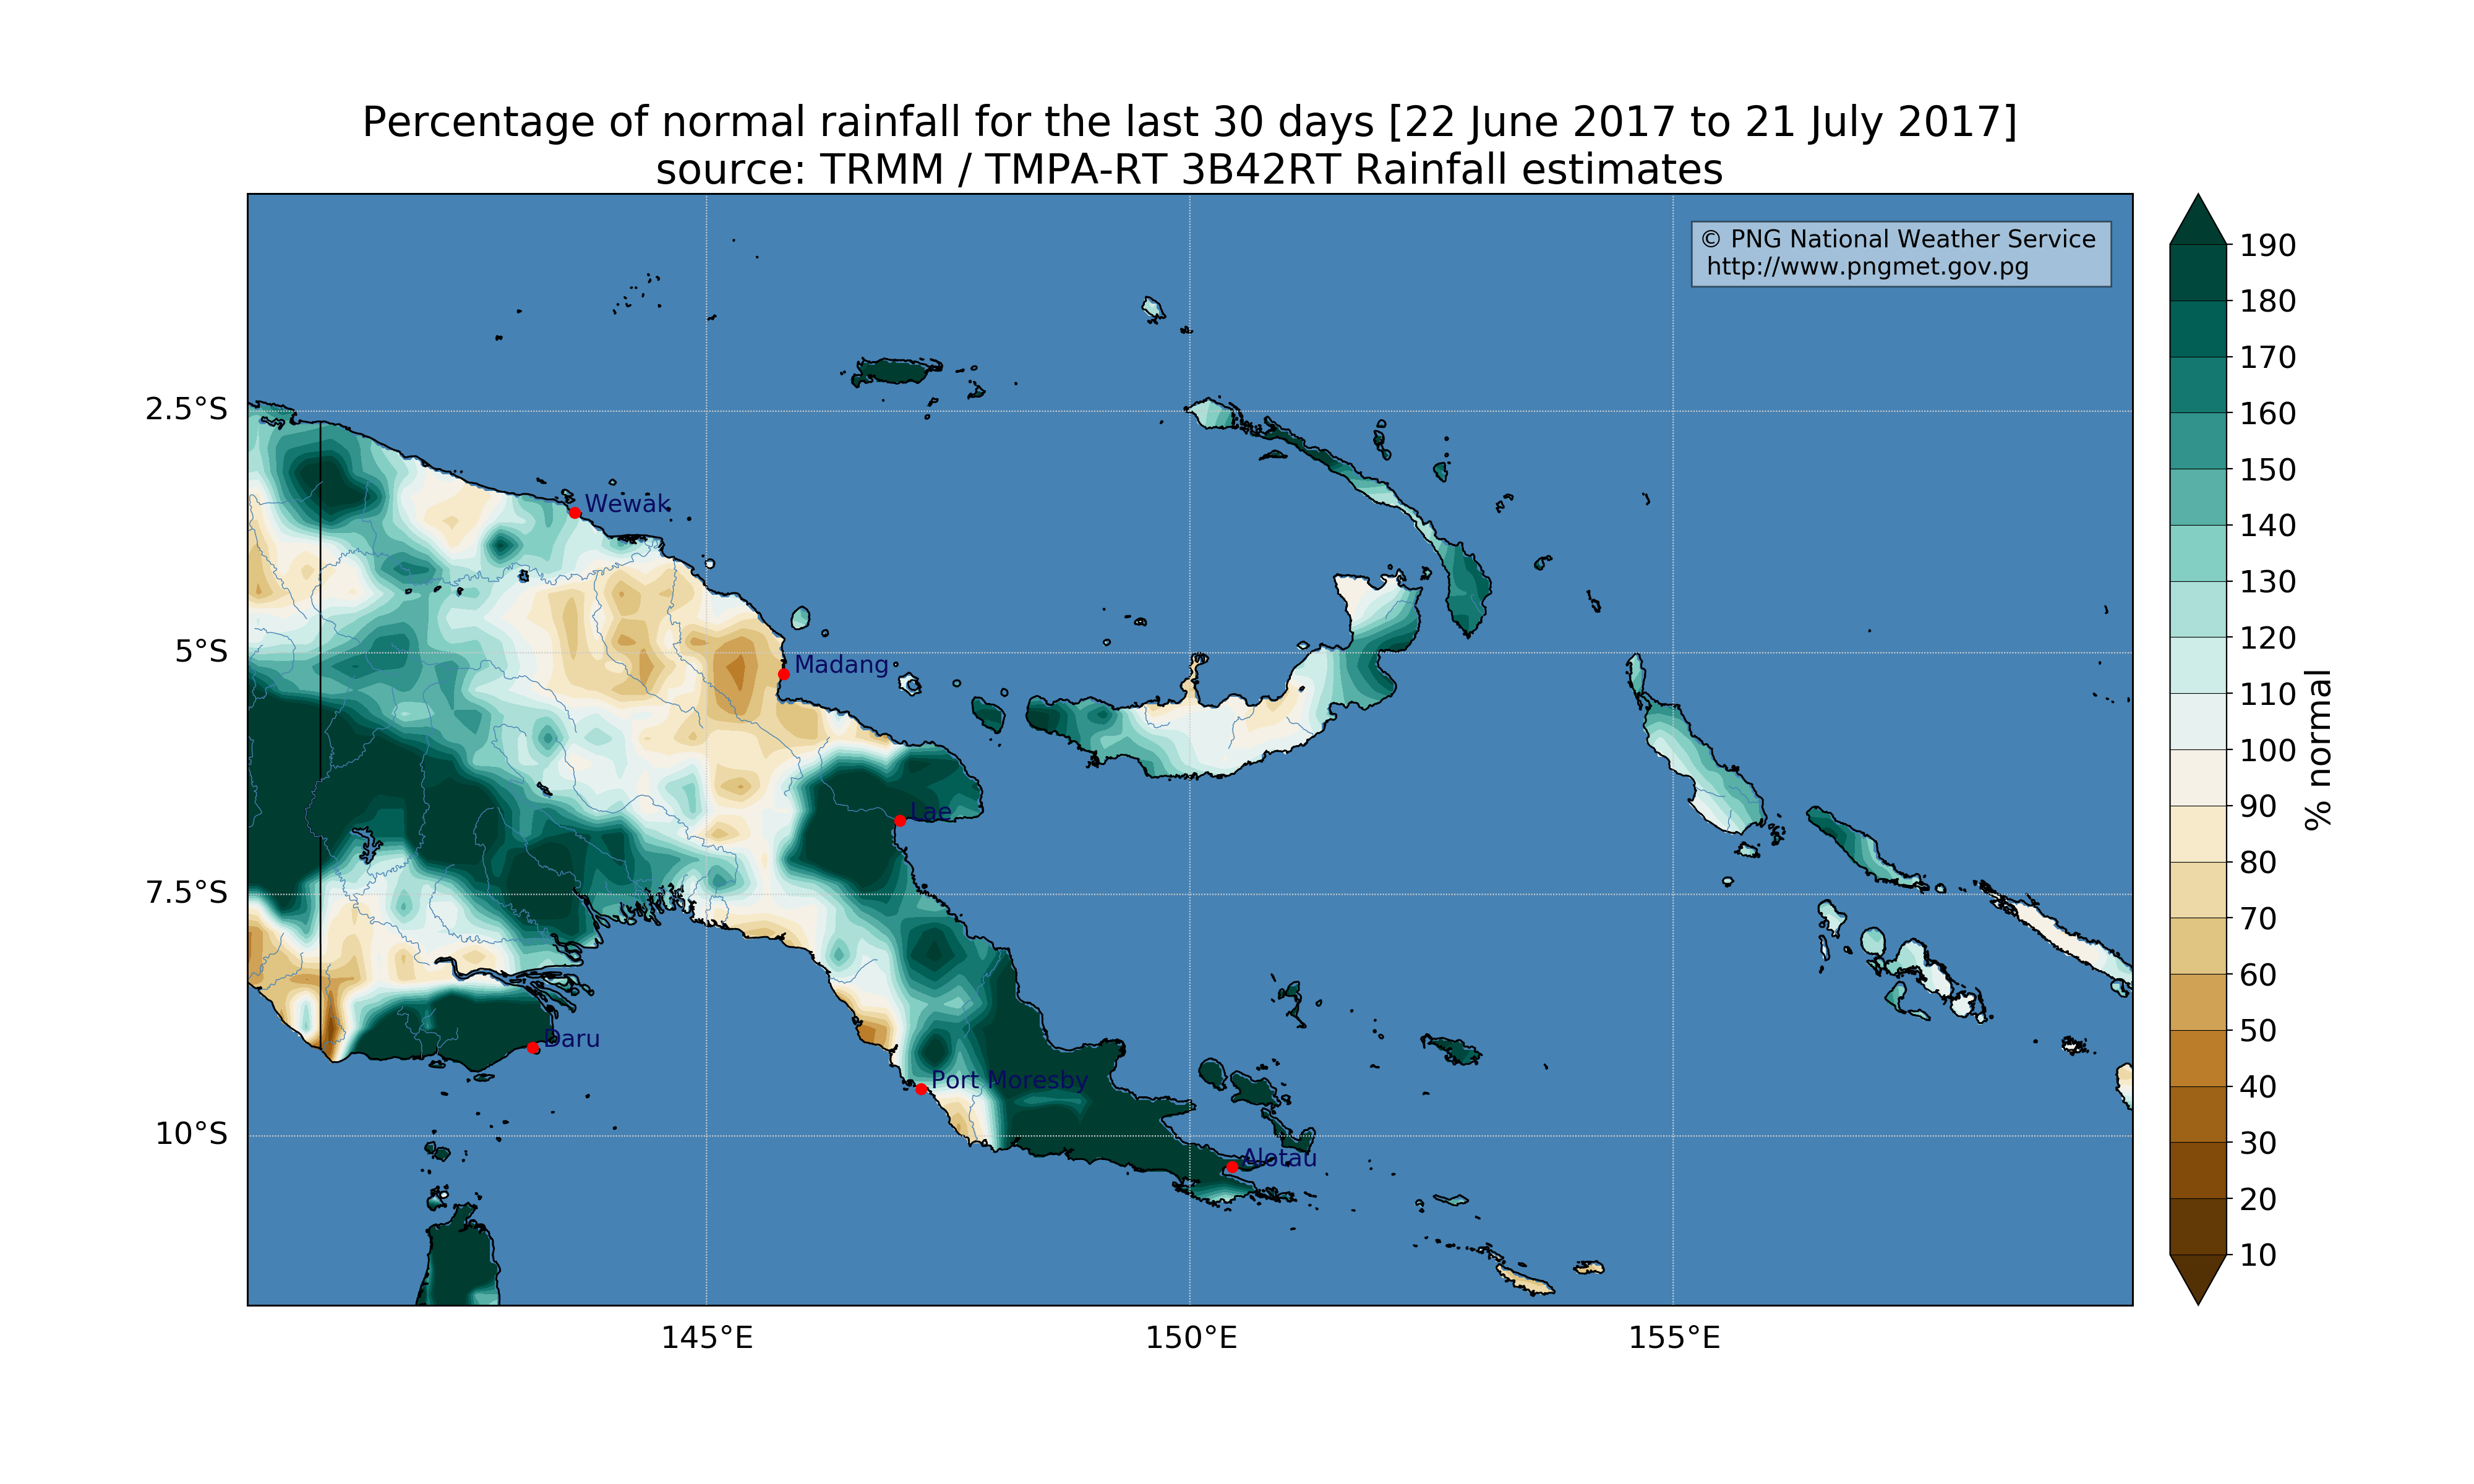 Percentage of normal rainfall for the last 30 days [22 June 2017 to 21 July 2017]
source: TRMM / TMPA-RT 3B42RT Rainfall estimates
© PNG National Weather Service
http://www.pngmet.gov.pg
190
180
170
160
150
140
130
120
110
100
90
80
70
60
50
40
30
20
10
% normal
2.5°S
5°S
7.5°S
10°S
Wewak
Madang
Lae
Daru
Port Moresby
Alotau
145°E
150°E
155°E